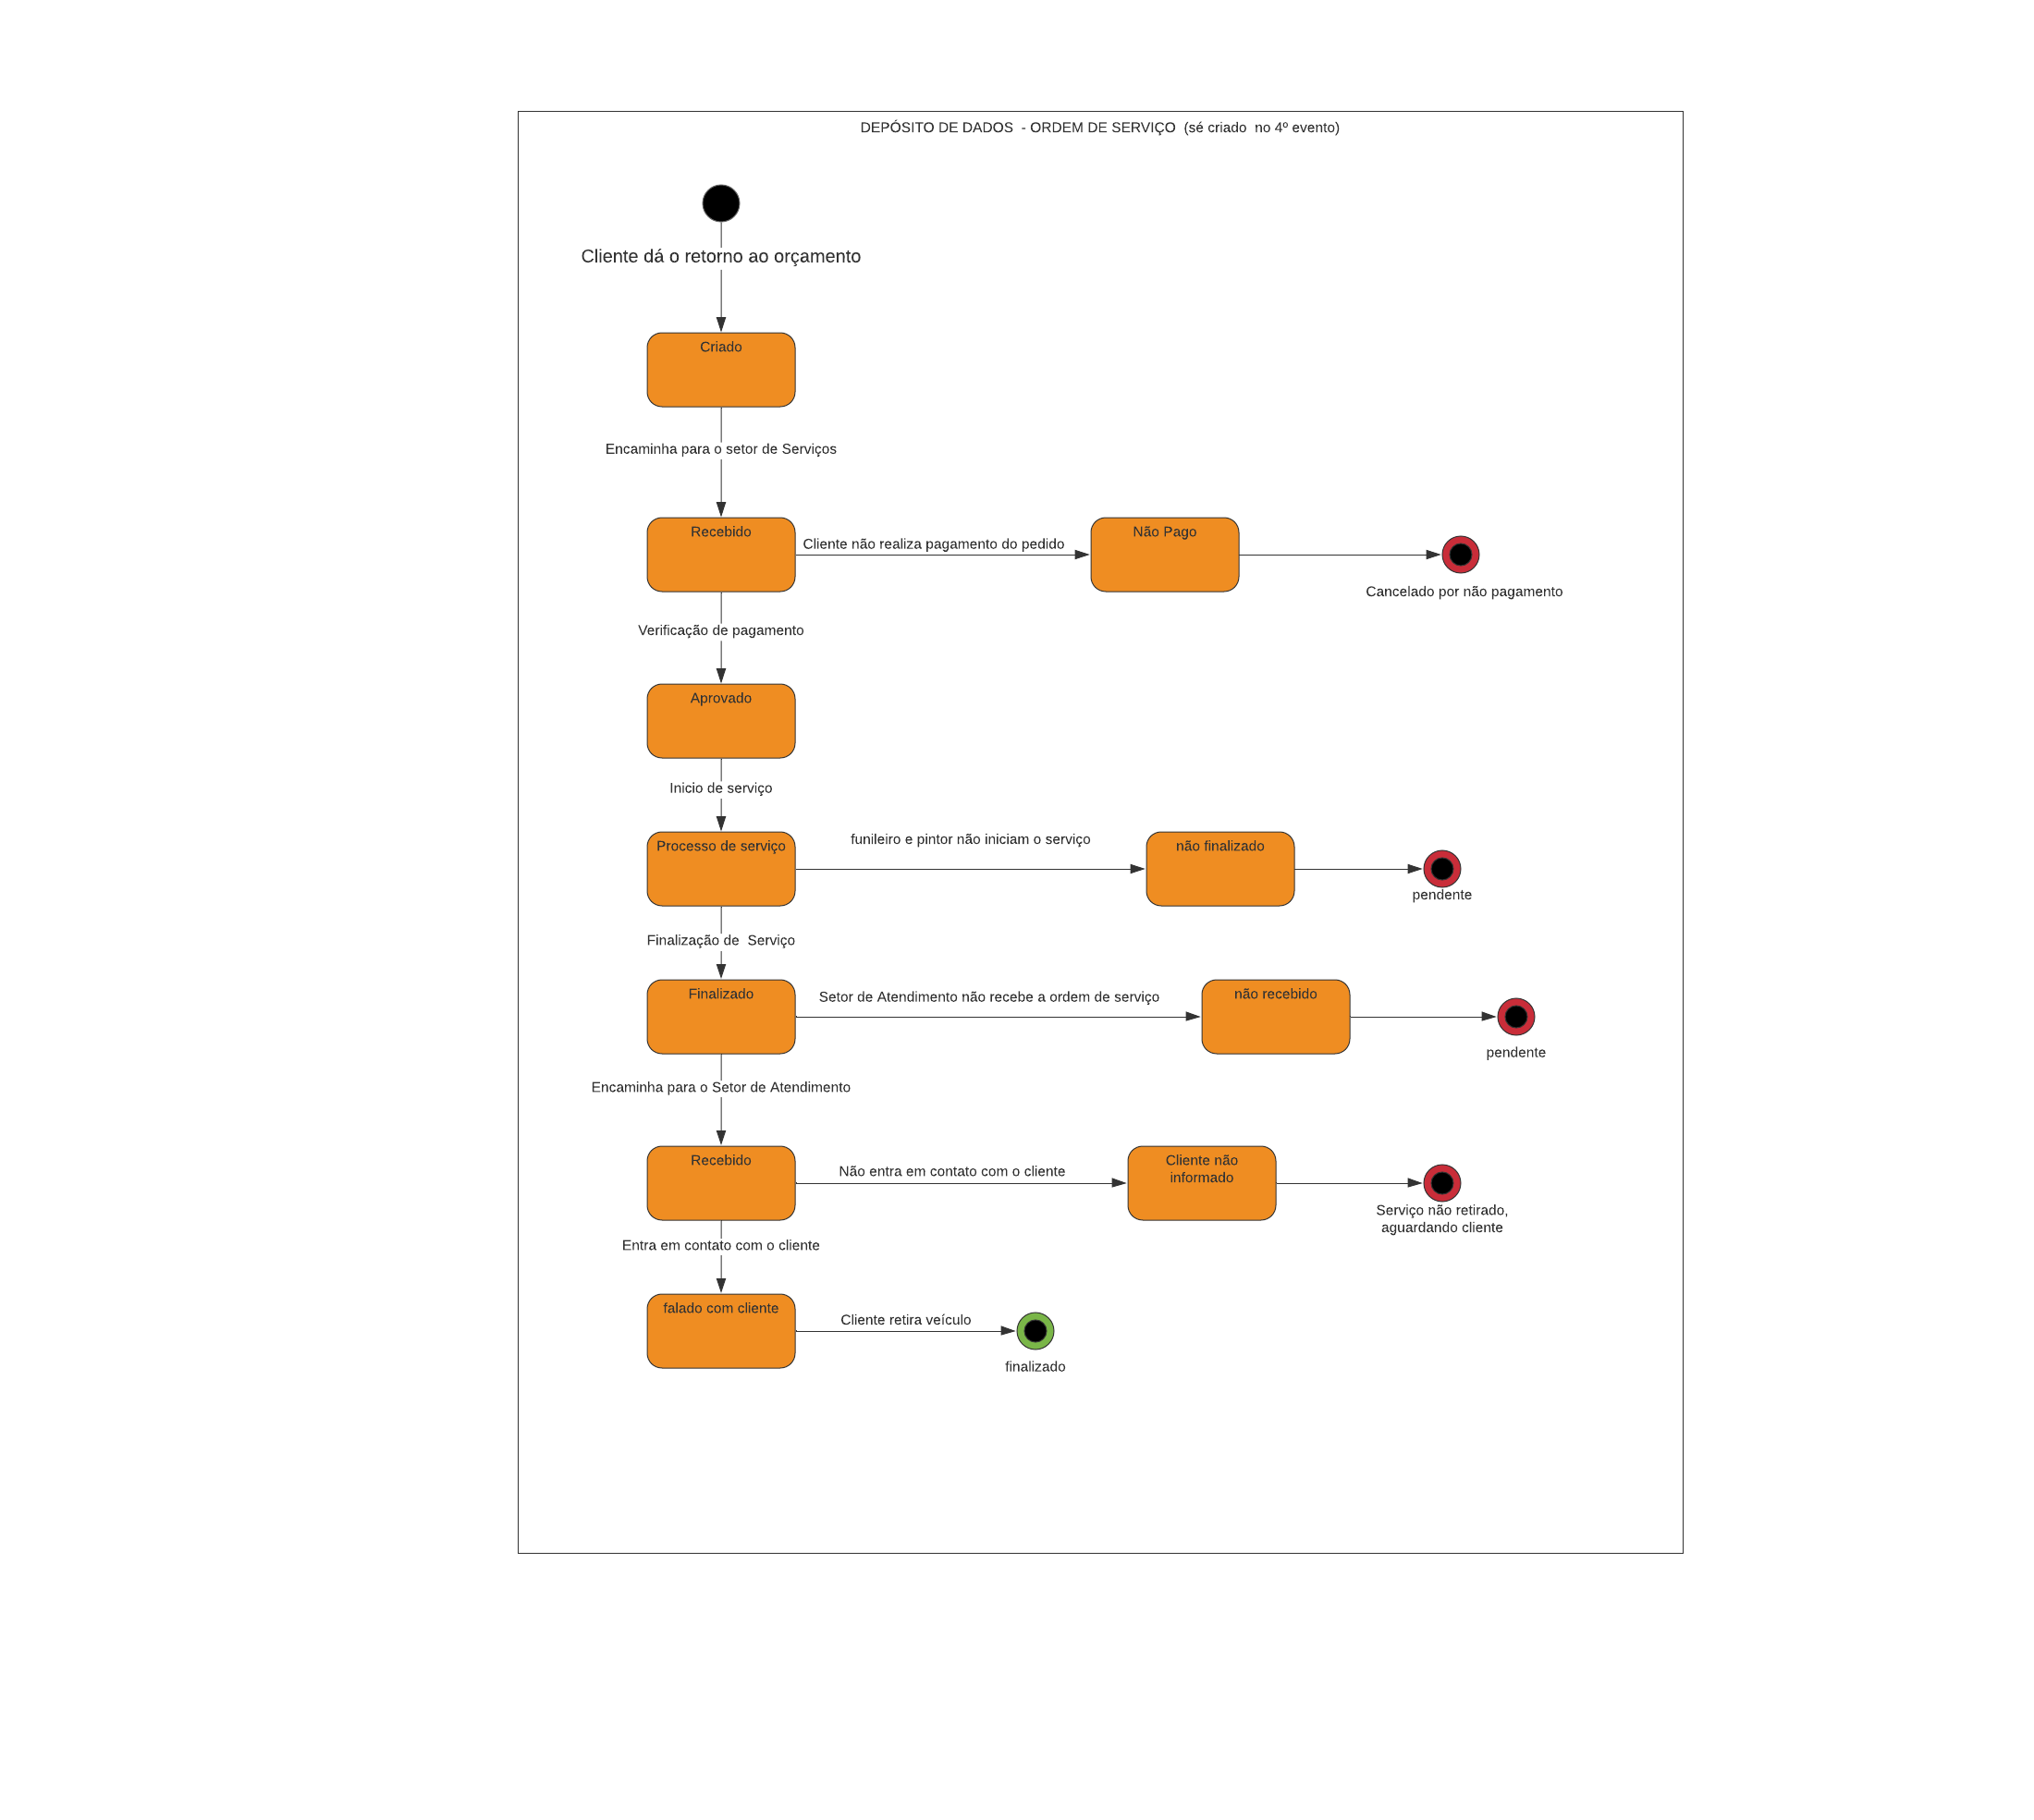 DEPÓSITO DE DADOS  - ORDEM DE SERVIÇO  (sé criado  no 4º evento)
Cliente dá o retorno ao orçamento
Criado
Encaminha para o setor de Serviços
Recebido
Cliente não realiza pagamento do pedido
Não Pago
Cancelado por não pagamento
Verificação de pagamento
Aprovado
Inicio de serviço
Processo de serviço
funileiro e pintor não iniciam o serviço
não finalizado
pendente
Finalização de  Serviço
Finalizado
Setor de Atendimento não recebe a ordem de serviço
não recebido
pendente
Encaminha para o Setor de Atendimento
Recebido
Não entra em contato com o cliente
Cliente não
informado
Serviço não retirado,
aguardando cliente
Entra em contato com o cliente
falado com cliente
Cliente retira veículo
finalizado